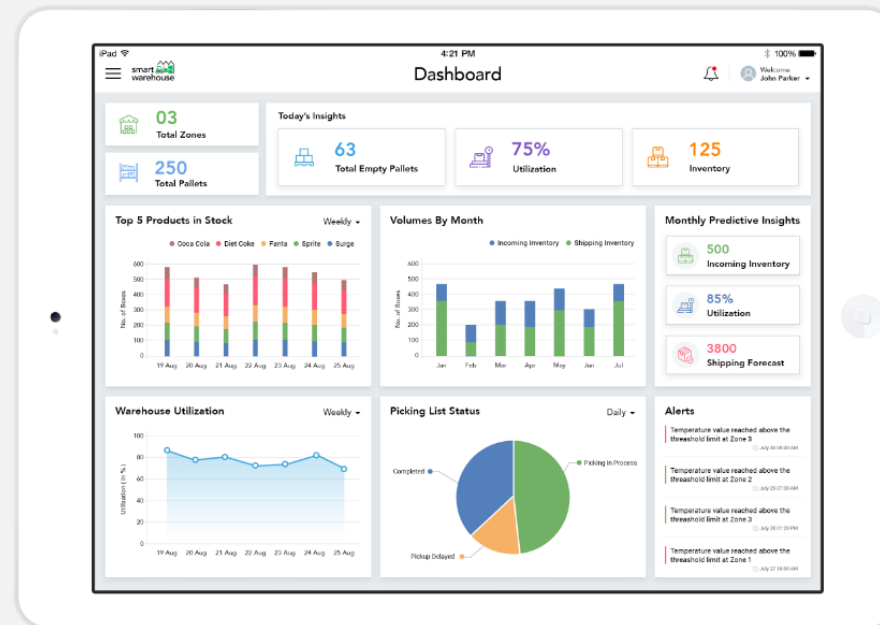 iPad
4:21 PM
100%
smart
warehouse
Dashboard
Welcome
John Parker
03
Total Zones
250
Total Pallets
Today's Insights
63
Total Empty Pallets
75%
Utilization
125
Inventory
Top 5 Products in Stock
Weekly
Coca Cola
Diet Coke
Fanta
Sprite
Surge
No. of Boxes
600
500
400
300
200
100
0
19 Aug 20 Aug 21 Aug 22 Aug 23 Aug 24 Aug 25 Aug
Volumes By Month
Incoming Inventory
Shipping Inventory
No. of Boxes
600
500
400
300
200
100
0
Jan Feb Mar Apr May Jun Jul
Monthly Predictive Insights
500
Incoming Inventory
85%
Utilization
3800
Shipping Forecast
Warehouse Utilization
Weekly
Utilization ( In % )
100
80
60
40
20
0
19 Aug 20 Aug 21 Aug 22 Aug 23 Aug 24 Aug 25 Aug
Picking List Status
Daily
Completed
Picking In Process
Pickup Delayed
Alerts
Temperature value reached above the
threashold limit at Zone 3
Temperature value reached above the
threashold limit at Zone 2
July 29 07:00 AM
Temperature value reached above the
threashold limit at Zone 3
Temperature value reached above the
threashold limit at Zone 1